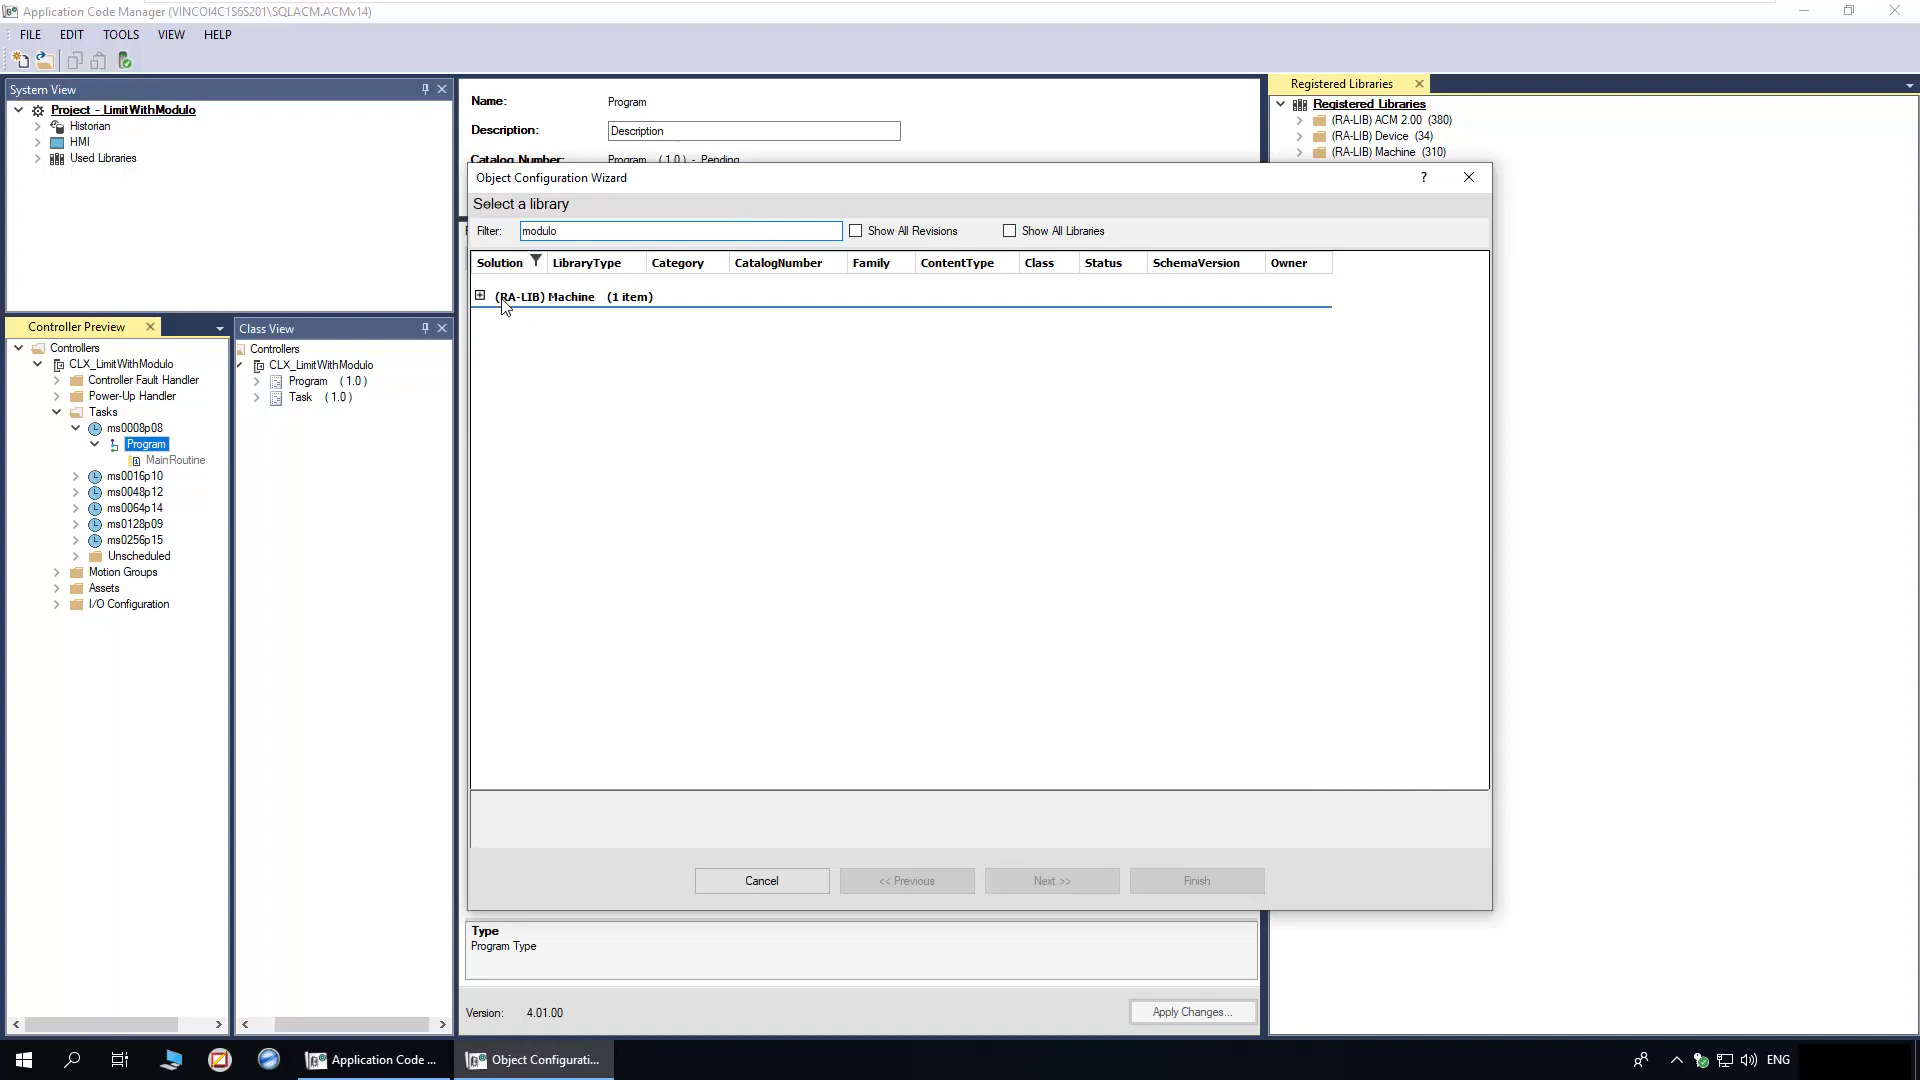 Application Code Manager (VINCOI4C1S6S201\SQLACM.ACMv14)
FILE EDIT TOOLS VIEW HELP
System View
Project - LimitWithModulo
Historian
HMI
Used Libraries
Controller Preview
Controllers
CLX_LimitWithModulo
Controller Fault Handler
Power-Up Handler
Tasks
ms0008p08
Program
MainRoutine
ms0016p10
ms0048p12
ms0064p14
ms0128p09
ms0256p15
Unscheduled
Motion Groups
Assets
I/O Configuration
Class View
Controllers
CLX_LimitWithModulo
Program (1.0)
Task (1.0)
Name: Program
Description: Description
Catalog Number: Program (1.0) - Pending
Object Configuration Wizard
Select a library
Filter: modulo Show All Revisions Show All Libraries
Solution LibraryType Category CatalogNumber Family ContentType Class Status SchemaVersion Owner
(RA-LIB) Machine (1 item)
Cancel << Previous Next >> Finish
Type
Program Type
Version: 4.01.00 Apply Changes...
Registered Libraries
Registered Libraries
(RA-LIB) ACM 2.00 (380)
(RA-LIB) Device (34)
(RA-LIB) Machine (310)
Application Code ... Object Configurati... ENG